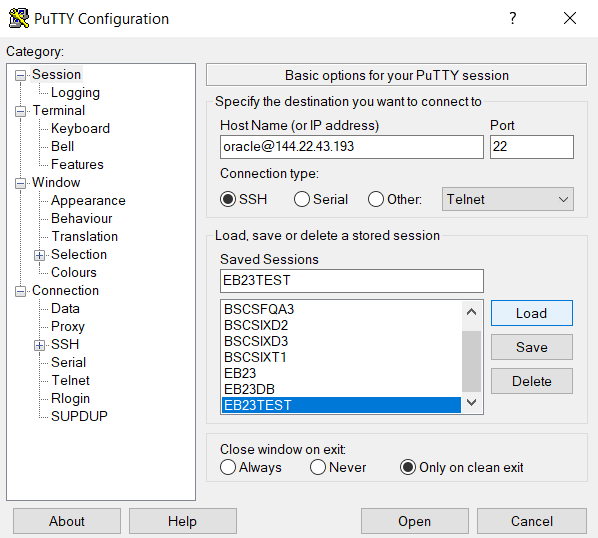 PuTTY Configuration
?
Category:
Session
Logging
Terminal
Keyboard
Bell
Features
Window
Appearance
Behaviour
Translation
Selection
Colours
Connection
Data
Proxy
SSH
Serial
Telnet
Rlogin
SUPDUP
Basic options for your PuTTY session
Specify the destination you want to connect to
Host Name (or IP address) Port
oracle@144.22.43.193 22
Connection type:
SSH Serial Other: Telnet
Load, save or delete a stored session
Saved Sessions
EB23TEST
BSCSFQA3
BSCSIXD2
BSCSIXD3
BSCSIXT1
EB23
EB23DB
EB23TEST
Load
Save
Delete
Close window on exit:
Always Never Only on clean exit
About Help Open Cancel